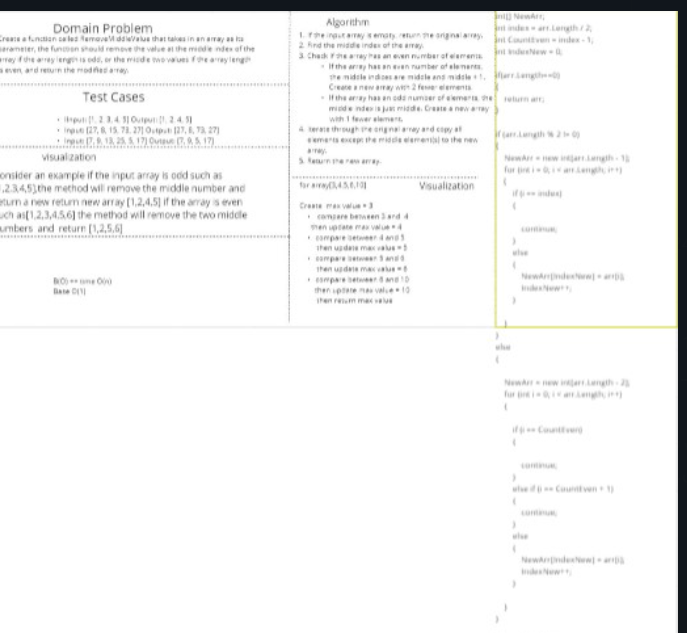 Domain Problem
Create a function called RemoveMiddleValue that takes in an array as its
parameter, the function should remove the value at the middle index of the
array if the array length is odd, or the middle two values if the array length
is even, and return the modified array.
Test Cases
• Input: [1, 2, 3, 4, 5] Output: [1, 2, 4, 5]
• Input: [27, 8, 15, 73, 27] Output: [27, 8, 73, 27]
• Input: [7, 9, 13, 25, 5, 17] Output: [7, 9, 5, 17]
visualization
onsider an example if the input array is odd such as
,2,3,4,5],the method will remove the middle number and
eturn a new return new array [1,2,4,5] if the array is even
uch as[1,2,3,4,5,6] the method will remove the two middle
umbers and return [1,2,5,6]
Algorithm
1. If the input array is empty, return the original array.
2. Find the middle index of the array.
3. Check if the array has an even number of elements.
• If the array has an even number of elements,
the middle indices are middle and middle + 1.
Create a new array with 2 fewer elements.
• If the array has an odd number of elements, the
middle index is just middle. Create a new array
with 1 fewer element.
4. Iterate through the original array and copy all
elements except the middle element(s) to the new
array.
5. Return the new array.
for array[3,4,5,6,10]
Visualization
Create max value = 3
• compare between 3 and 4
then update max value = 4
• compare between 4 and 5
then update max value = 5
• compare between 5 and 6
then update max value = 6
• compare between 6 and 10
then update max value = 10
then return max value
int[] NewArr;
int index = arr.Length / 2;
int CountEven = index - 1;
int IndexNew = 0;
if(arr.Length==0)
return arr;
}
if (arr.Length % 2 != 0)
NewArr = new int[arr.Length - 1];
for (int i = 0; i < arr.Length; i++)
{
if (i == index)
{
continue;
}
else
{
NewArr[IndexNew] = arr[i];
IndexNew++;
}
}
}
else
{
NewArr = new int[arr.Length - 2];
for (int i = 0; i < arr.Length; i++)
{
if (i == CountEven)
{
continue;
}
else if (i == CountEven + 1)
{
continue;
}
else
{
NewArr[IndexNew] = arr[i];
IndexNew++;
}
}
}